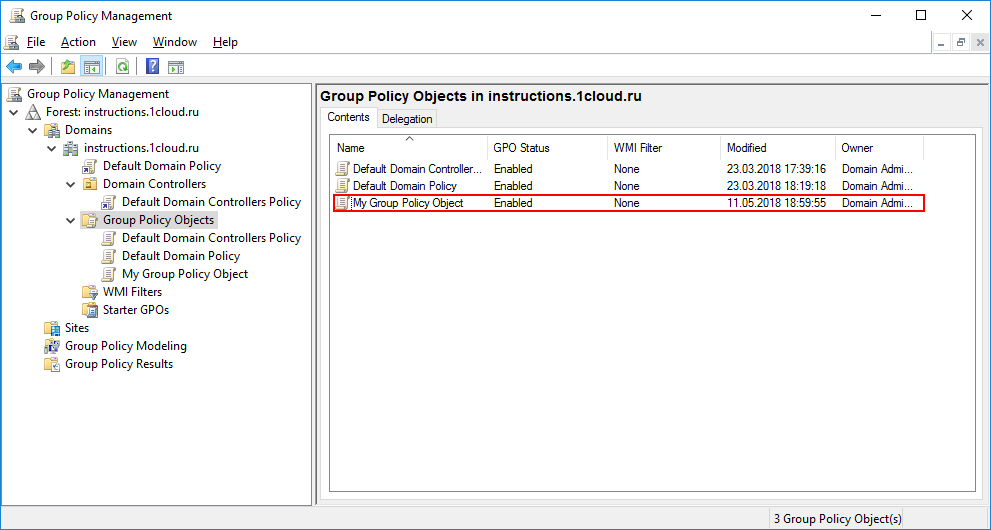 Group Policy Management
File Action View Window Help
Group Policy Management
Forest: instructions.1cloud.ru
Domains
instructions.1cloud.ru
Default Domain Policy
Domain Controllers
Default Domain Controllers Policy
Group Policy Objects
Default Domain Controllers Policy
Default Domain Policy
My Group Policy Object
WMI Filters
Starter GPOs
Sites
Group Policy Modeling
Group Policy Results
Group Policy Objects in instructions.1cloud.ru
Contents Delegation
Name GPO Status WMI Filter Modified Owner
Default Domain Controller... Enabled None 23.03.2018 17:39:16 Domain Admi...
Default Domain Policy Enabled None 23.03.2018 18:19:18 Domain Admi...
My Group Policy Object Enabled None 11.05.2018 18:59:55 Domain Admi...
3 Group Policy Object(s)